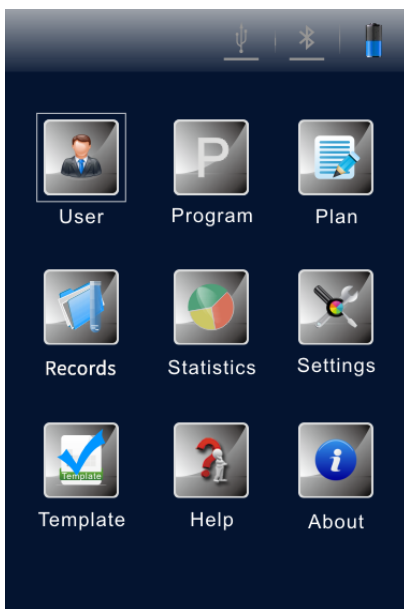 User Program Plan
P
Records Statistics Settings
Template
Template Help About